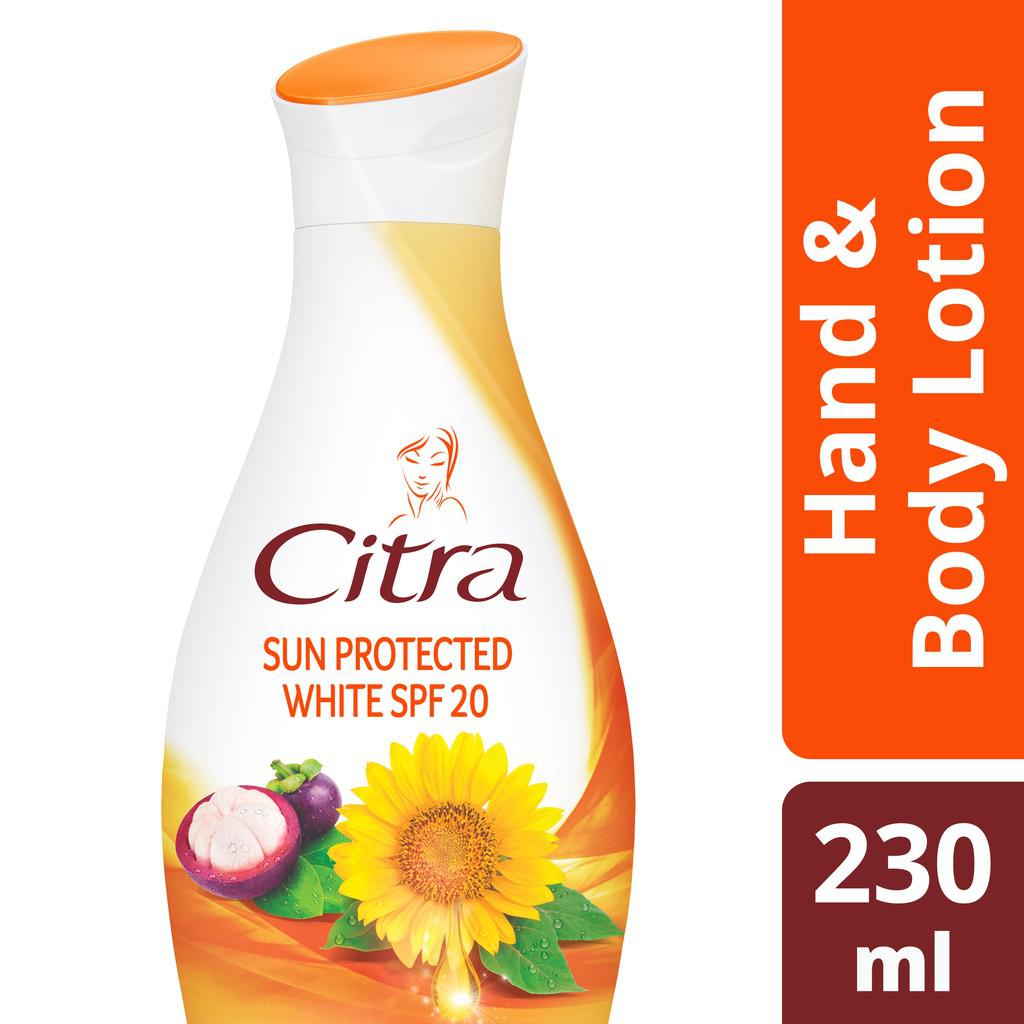 Citra
SUN PROTECTED
WHITE SPF 20
Hand &
Body Lotion
230
ml